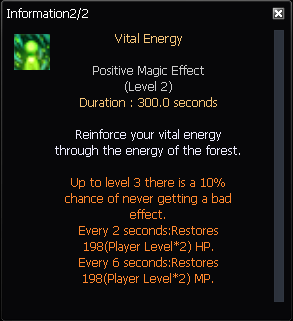 Information2/2
Vital Energy
Positive Magic Effect
(Level 2)
Duration : 300.0 seconds
Reinforce your vital energy
through the energy of the forest.
Up to level 3 there is a 10%
chance of never getting a bad
effect.
Every 2 seconds:Restores
198(Player Level*2) HP.
Every 6 seconds:Restores
198(Player Level*2) MP.